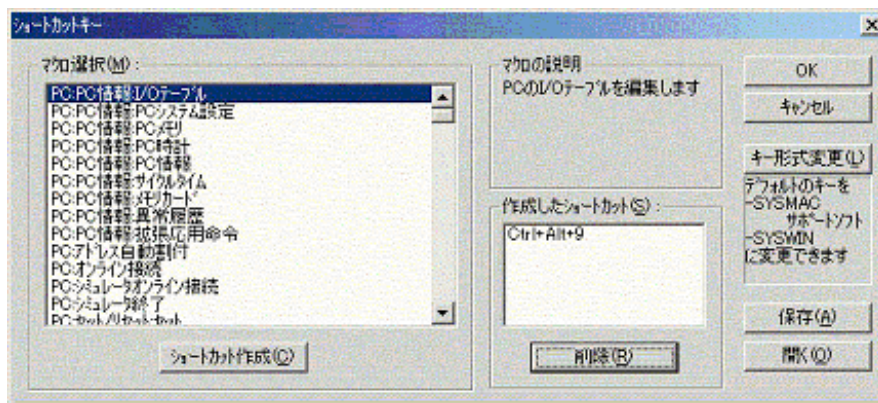 ショートカットキー
マクロ選択(M):
PC:PC情報:I/Oテーブル
PC:PC情報:PCシステム設定
PC:PC情報:PCメモリ
PC:PC情報:PC時計
PC:PC情報:PC情報
PC:PC情報:サイクルタイム
PC:PC情報:メモリカード
PC:PC情報:異常履歴
PC:PC情報:拡張応用命令
PC:アドレス自動割付
PC:オンライン接続
PC:シミュレータオンライン接続
PC:シミュレータ終了
PC:セット/リセット:セット
ショートカット作成(C)
マクロの説明
PCのI/Oテーブルを編集します
作成したショートカット(S):
Ctrl+Alt+9
削除(R)
OK
キャンセル
キー形式変更(L)
デフォルトのキーを
-SYSMAC
サポートソフト
-SYSWIN
に変更できます
保存(A)
開く(O)